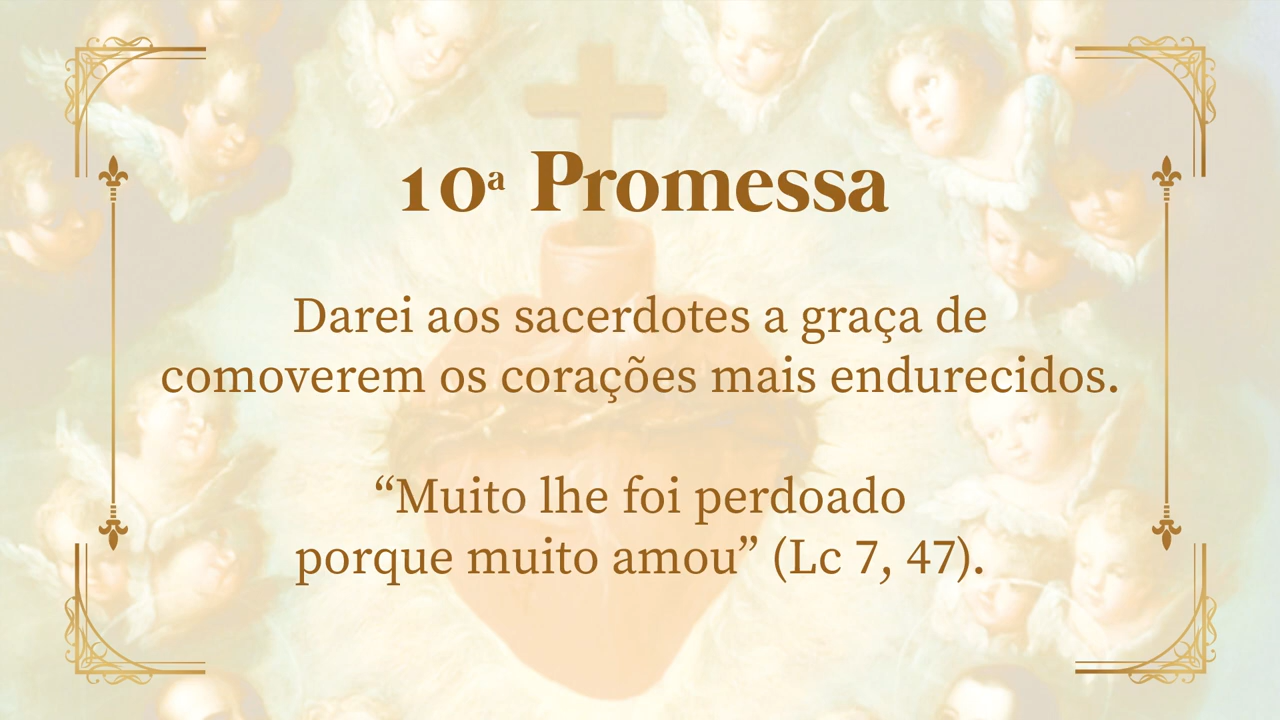 10ª Promessa
Darei aos sacerdotes a graça de
comoverem os corações mais endurecidos.
“Muito lhe foi perdoado
porque muito amou” (Lc 7, 47).